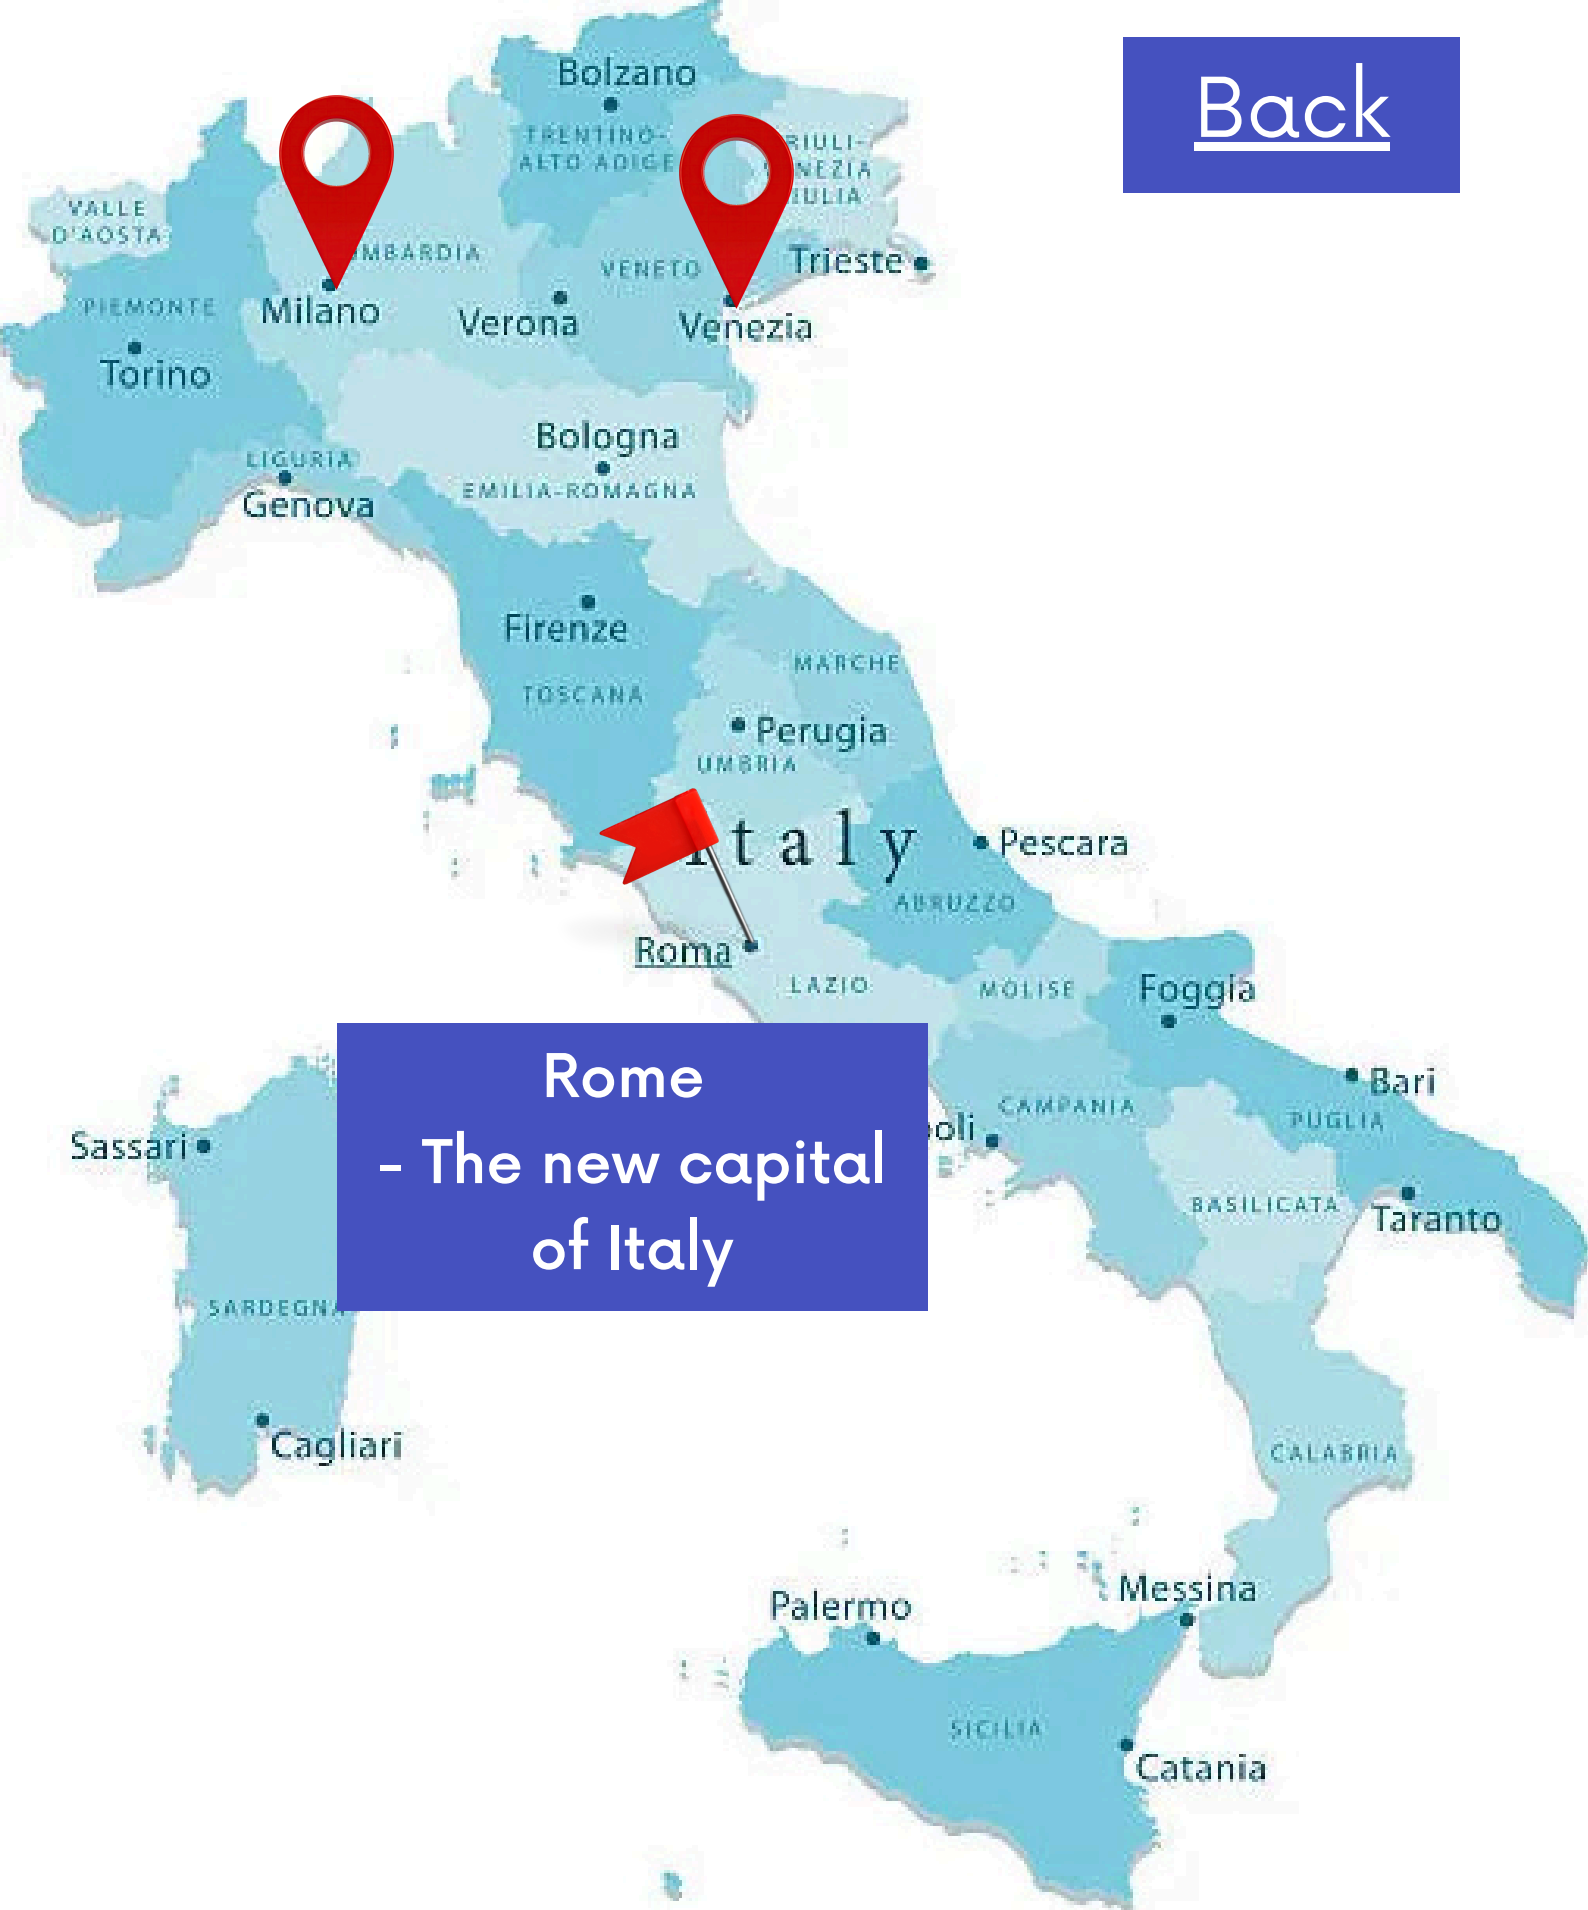 Back
Bolzano
TRENTINO-
ALTO ADIGE
VALLE
D'AOSTA
Trieste
VENETO
PIEMONTE
Milano
Verona
Venezia
Torino
Bologna
LIGURIA
EMILIA-ROMAGNA
Genova
Firenze
MARCHE
TOSCANA
Perugia
UMBRIA
Italy
Pescara
ABRUZZO
Roma
LAZIO
MOLISE
Foggia
Rome
- The new capital
of Italy
Bari
CAMPANIA
PUGLIA
Sassari
BASILICATA
Taranto
SARDEGNA
Cagliari
CALABRIA
Messina
Palermo
SICILIA
Catania